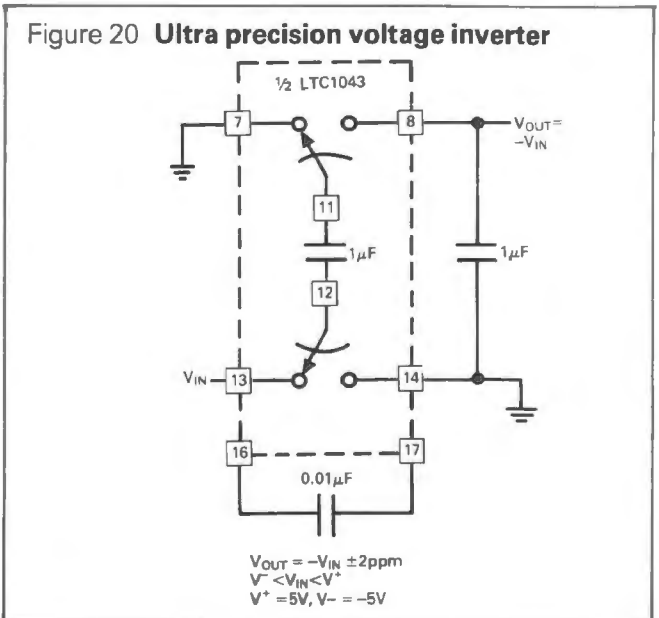 Figure 20 Ultra precision voltage inverter
½ LTC1043
7
8
VOUT=
−VIN
11
1µF
1µF
12
VIN
13
14
16
17
0.01µF
VOUT = −VIN ±2ppm
V− <VIN<V+
V+ =5V, V− = −5V